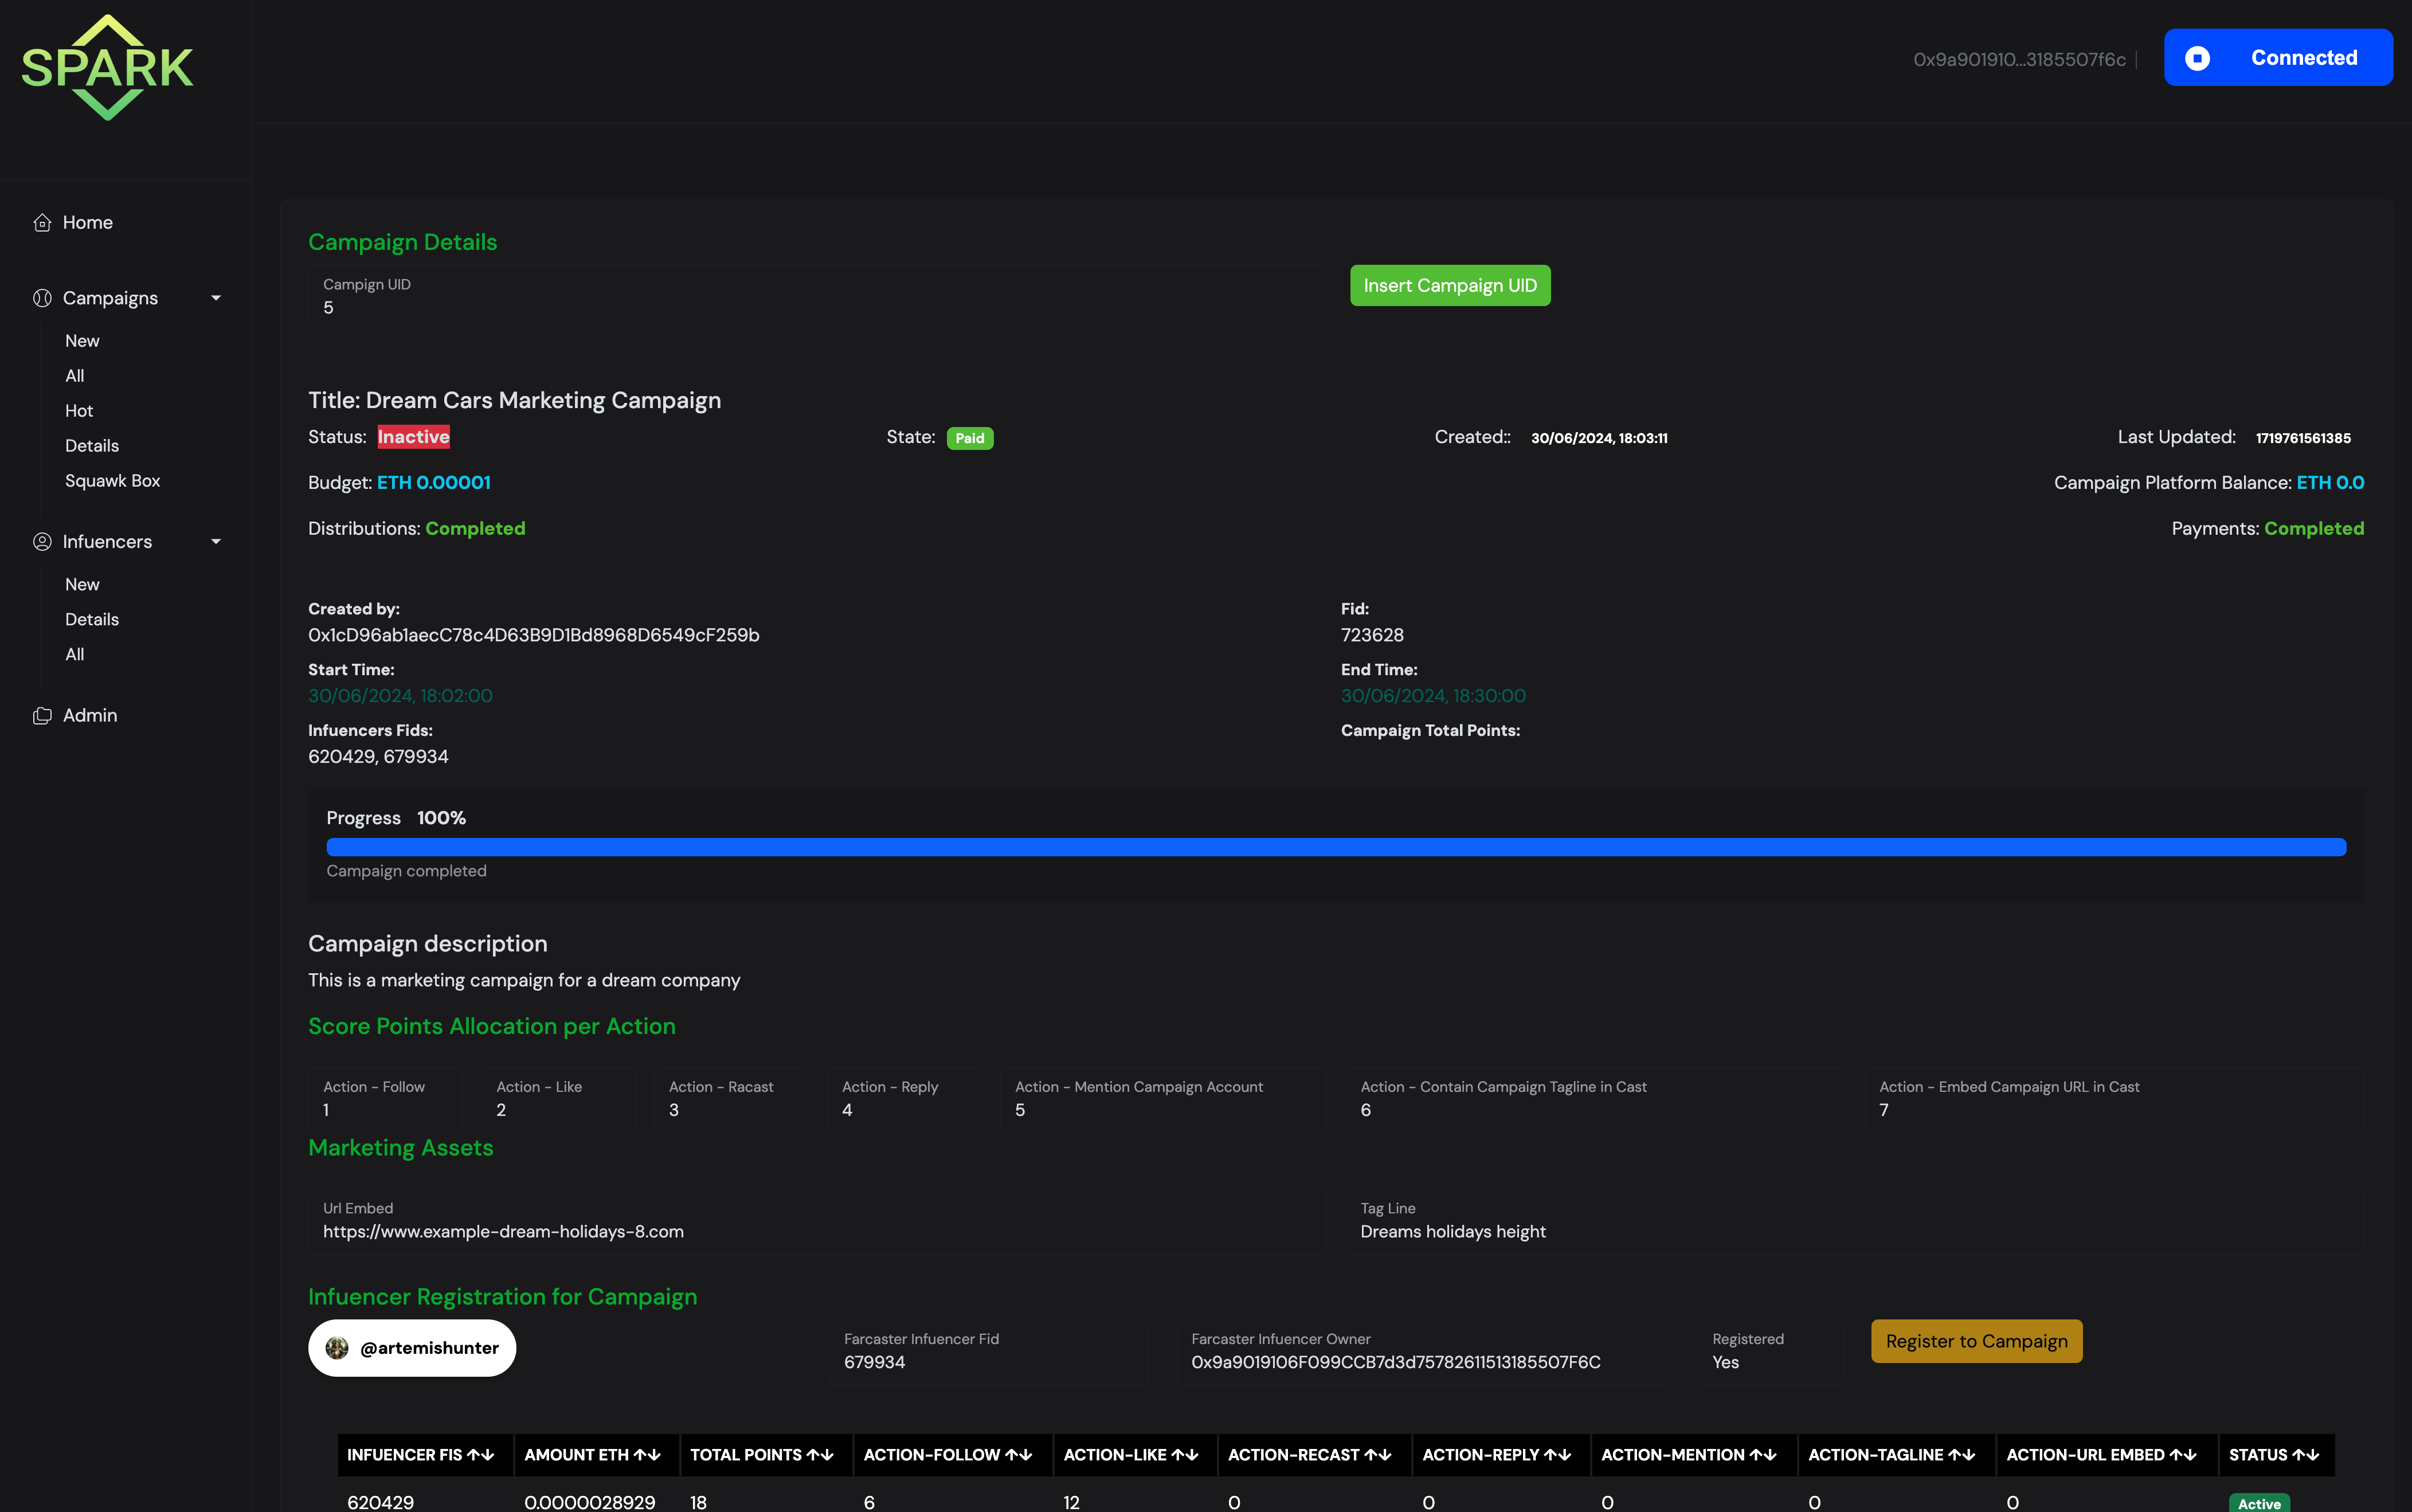 SPARK
0x9a901910...3185507f6c
Connected
Home
Campaigns
New
All
Hot
Details
Squawk Box
Infuencers
New
Details
All
Admin
Campaign Details
Campign UID
5
Insert Campaign UID
Title: Dream Cars Marketing Campaign
Status: Inactive State: Paid Created:: 30/06/2024, 18:03:11 Last Updated: 1719761561385
Budget: ETH 0.00001 Campaign Platform Balance: ETH 0.0
Distributions: Completed Payments: Completed
Created by: Fid:
0x1cD96ab1aecC78c4D63B9D1Bd8968D6549cF259b 723628
Start Time: End Time:
30/06/2024, 18:02:00 30/06/2024, 18:30:00
Infuencers Fids: Campaign Total Points:
620429, 679934
Progress 100%
Campaign completed
Campaign description
This is a marketing campaign for a dream company
Score Points Allocation per Action
Action - Follow Action - Like Action - Racast Action - Reply Action - Mention Campaign Account Action - Contain Campaign Tagline in Cast Action - Embed Campaign URL in Cast
1 2 3 4 5 6 7
Marketing Assets
Url Embed Tag Line
https://www.example-dream-holidays-8.com Dreams holidays height
Infuencer Registration for Campaign
@artemishunter
Farcaster Infuencer Fid Farcaster Infuencer Owner Registered
679934 0x9a9019106F099CCB7d3d75782611513185507F6C Yes
Register to Campaign
INFUENCER FIS ↑↓ AMOUNT ETH ↑↓ TOTAL POINTS ↑↓ ACTION-FOLLOW ↑↓ ACTION-LIKE ↑↓ ACTION-RECAST ↑↓ ACTION-REPLY ↑↓ ACTION-MENTION ↑↓ ACTION-TAGLINE ↑↓ ACTION-URL EMBED ↑↓ STATUS ↑↓
620429 0.0000028929 18 6 12 0 0 0 0 0 Active